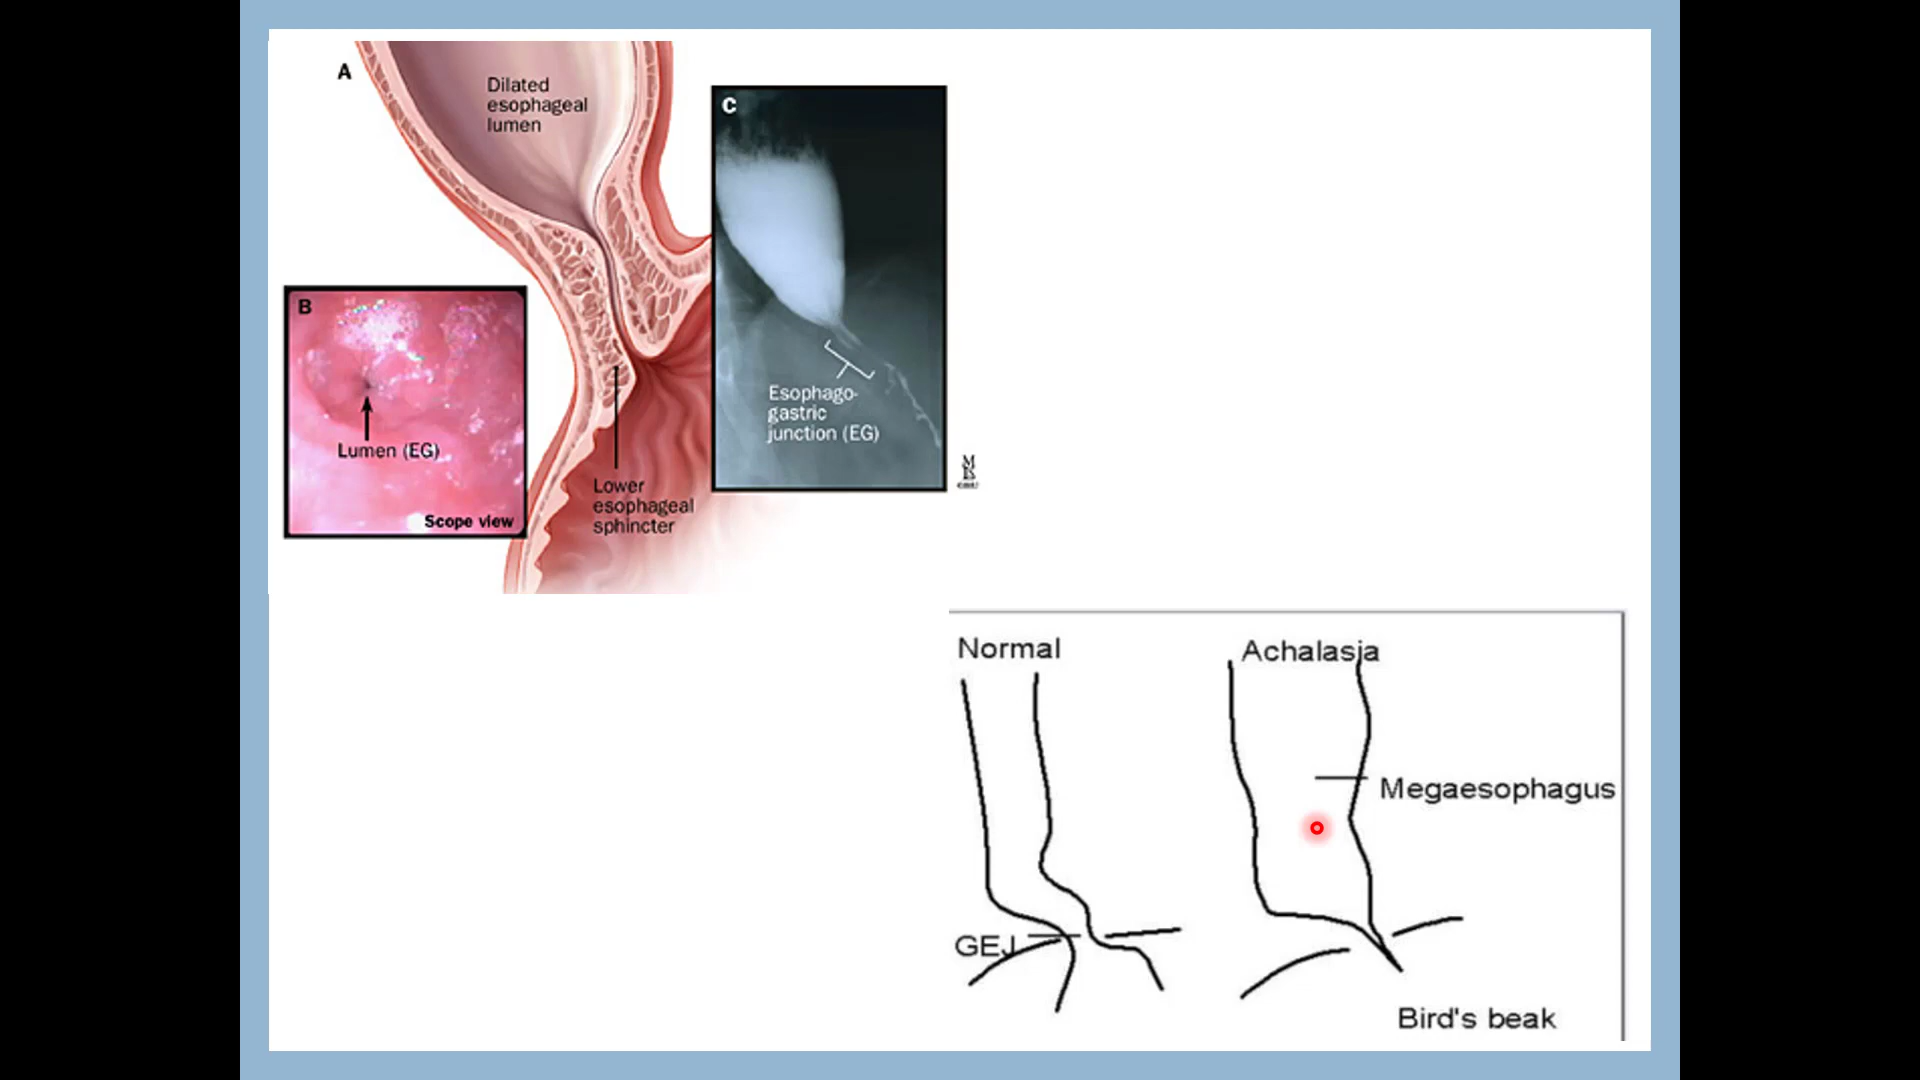 A
Dilated
esophageal
lumen
C
B
Lumen (EG)
Scope view
Esophago-
gastric
junction (EG)
Lower
esophageal
sphincter
Normal
Achalasia
Megaesophagus
GEJ
Bird's beak